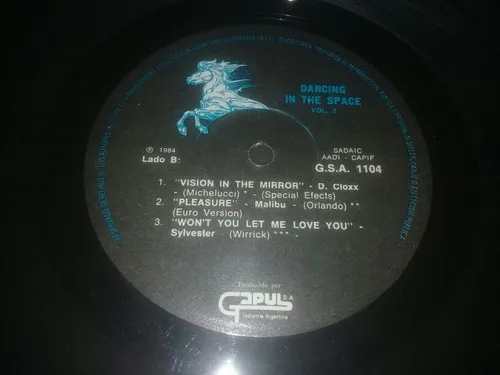 DANCING
IN THE SPACE
VOL. 2
℗ 1984
Lado B:
SADAIC
AADI - CAPIF
G.S.A. 1104
1. "VISION IN THE MIRROR" - D. Cloxx
- (Michelucci) - (Special Efects)
2. "PLEASURE" - Malibu - (Orlando) **
(Euro Version)
3. "WON'T YOU LET ME LOVE YOU" -
Sylvester - (Wirrick) *** -
Producido por
GAPUL S.A
Industria Argentina